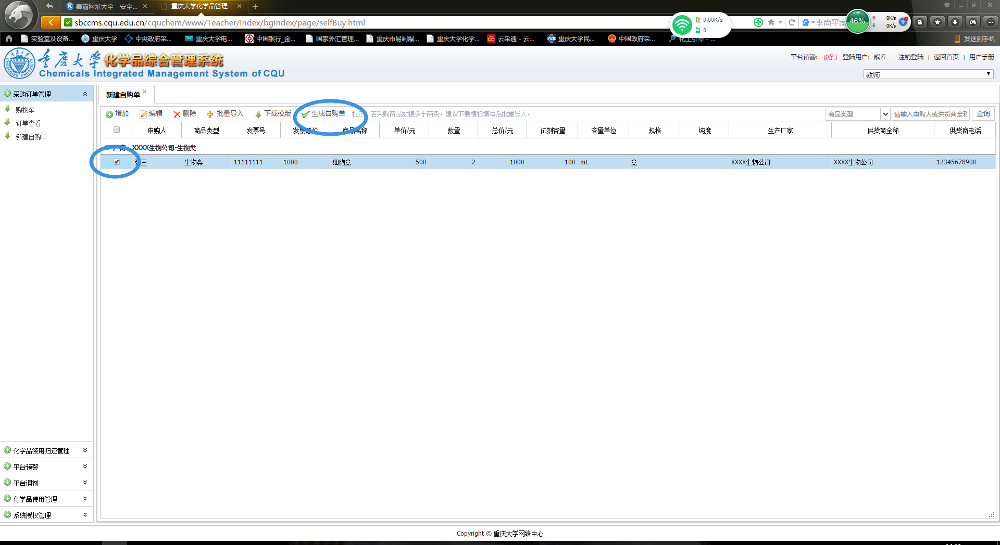 毒霸网址大全 - 安全...
重庆大学化学品管理
sbccms.cqu.edu.cn/cquchem/www/Teacher/Index/bgIndex/page/selfBuy.html
0.00K/s
0
李尚平案
46%
0K/s
0K/s
实验室及设备...
重庆大学
中央政府采...
重庆大学电...
中国银行_金...
国家外汇管理...
重庆市易制爆...
重庆大学化学...
云采通 - 云...
重庆大学民...
中国政府采...
化工引擎 - ...
发送到手机
重庆大学 化学品综合管理系统
Chemicals Integrated Management System of CQU
平台預警: (0条) 登陆用户: 熊春 注销登陆 | 返回首页 | 用户手册
教师
采购订单管理
购物车
订单查看
新建自购单
新建自购单
增加 编辑 删除 批量导入 下载模版 生成自购单 提示 若采购商品数据多于两条，建议下载模板填写后批量导入。
商品类型 请输入申购人或供货商全称 查询
申购人 商品类型 发票号 发票总价 商品名称 单价/元 数量 总价/元 试剂容量 容量单位 规格 纯度 生产厂家 供货商全称 供货商电话
XXXX生物公司-生物类
张三 生物类 11111111 1000 细胞盒 500 2 1000 100 mL 盒 XXXX生物公司 XXXX生物公司 12345678900
化学品领用归还管理
平台预警
平台调剂
化学品使用管理
系统授权管理
Copyright © 重庆大学网络中心